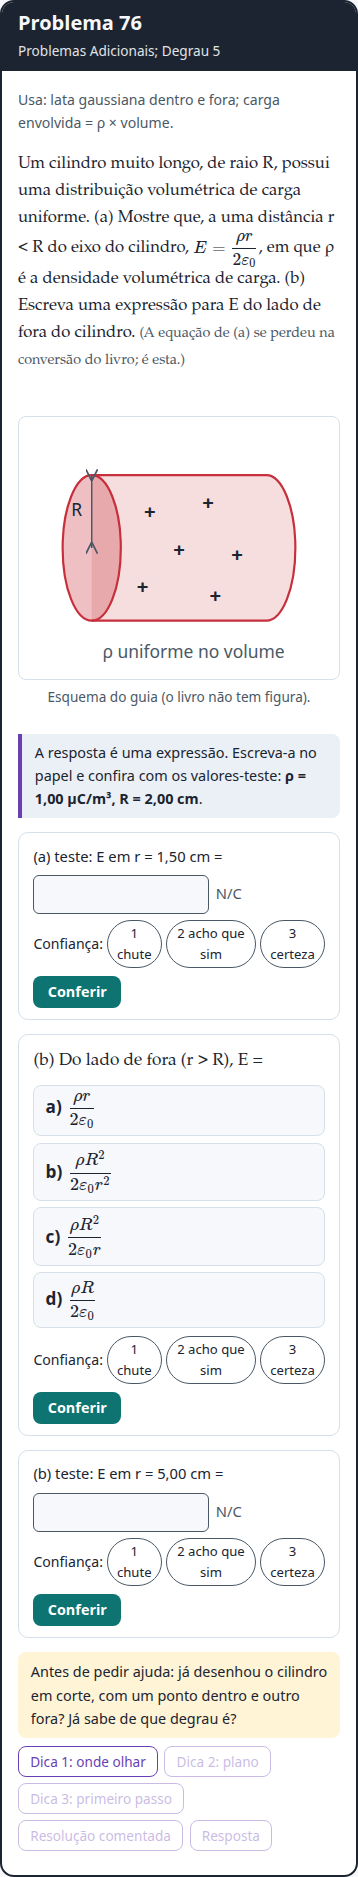 Problema 76
Problemas Adicionais; Degrau 5
Usa: lata gaussiana dentro e fora; carga
envolvida = ρ × volume.
Um cilindro muito longo, de raio R, possui
uma distribuição volumétrica de carga
uniforme. (a) Mostre que, a uma distância r
< R do eixo do cilindro, E = ρr/2ε₀, em que ρ
é a densidade volumétrica de carga. (b)
Escreva uma expressão para E do lado de
fora do cilindro. (A equação de (a) se perdeu na
conversão do livro; é esta.)
R
+ +
+ +
+ +
ρ uniforme no volume
Esquema do guia (o livro não tem figura).
A resposta é uma expressão. Escreva-a no
papel e confira com os valores-teste: ρ =
1,00 μC/m³, R = 2,00 cm.
(a) teste: E em r = 1,50 cm =
N/C
Confiança: 1 chute 2 acho que sim 3 certeza
Conferir
(b) Do lado de fora (r > R), E =
a) ρr/2ε₀
b) ρR²/2ε₀r²
c) ρR²/2ε₀r
d) ρR/2ε₀
Confiança: 1 chute 2 acho que sim 3 certeza
Conferir
(b) teste: E em r = 5,00 cm =
N/C
Confiança: 1 chute 2 acho que sim 3 certeza
Conferir
Antes de pedir ajuda: já desenhou o cilindro
em corte, com um ponto dentro e outro
fora? Já sabe de que degrau é?
Dica 1: onde olhar Dica 2: plano
Dica 3: primeiro passo
Resolução comentada Resposta